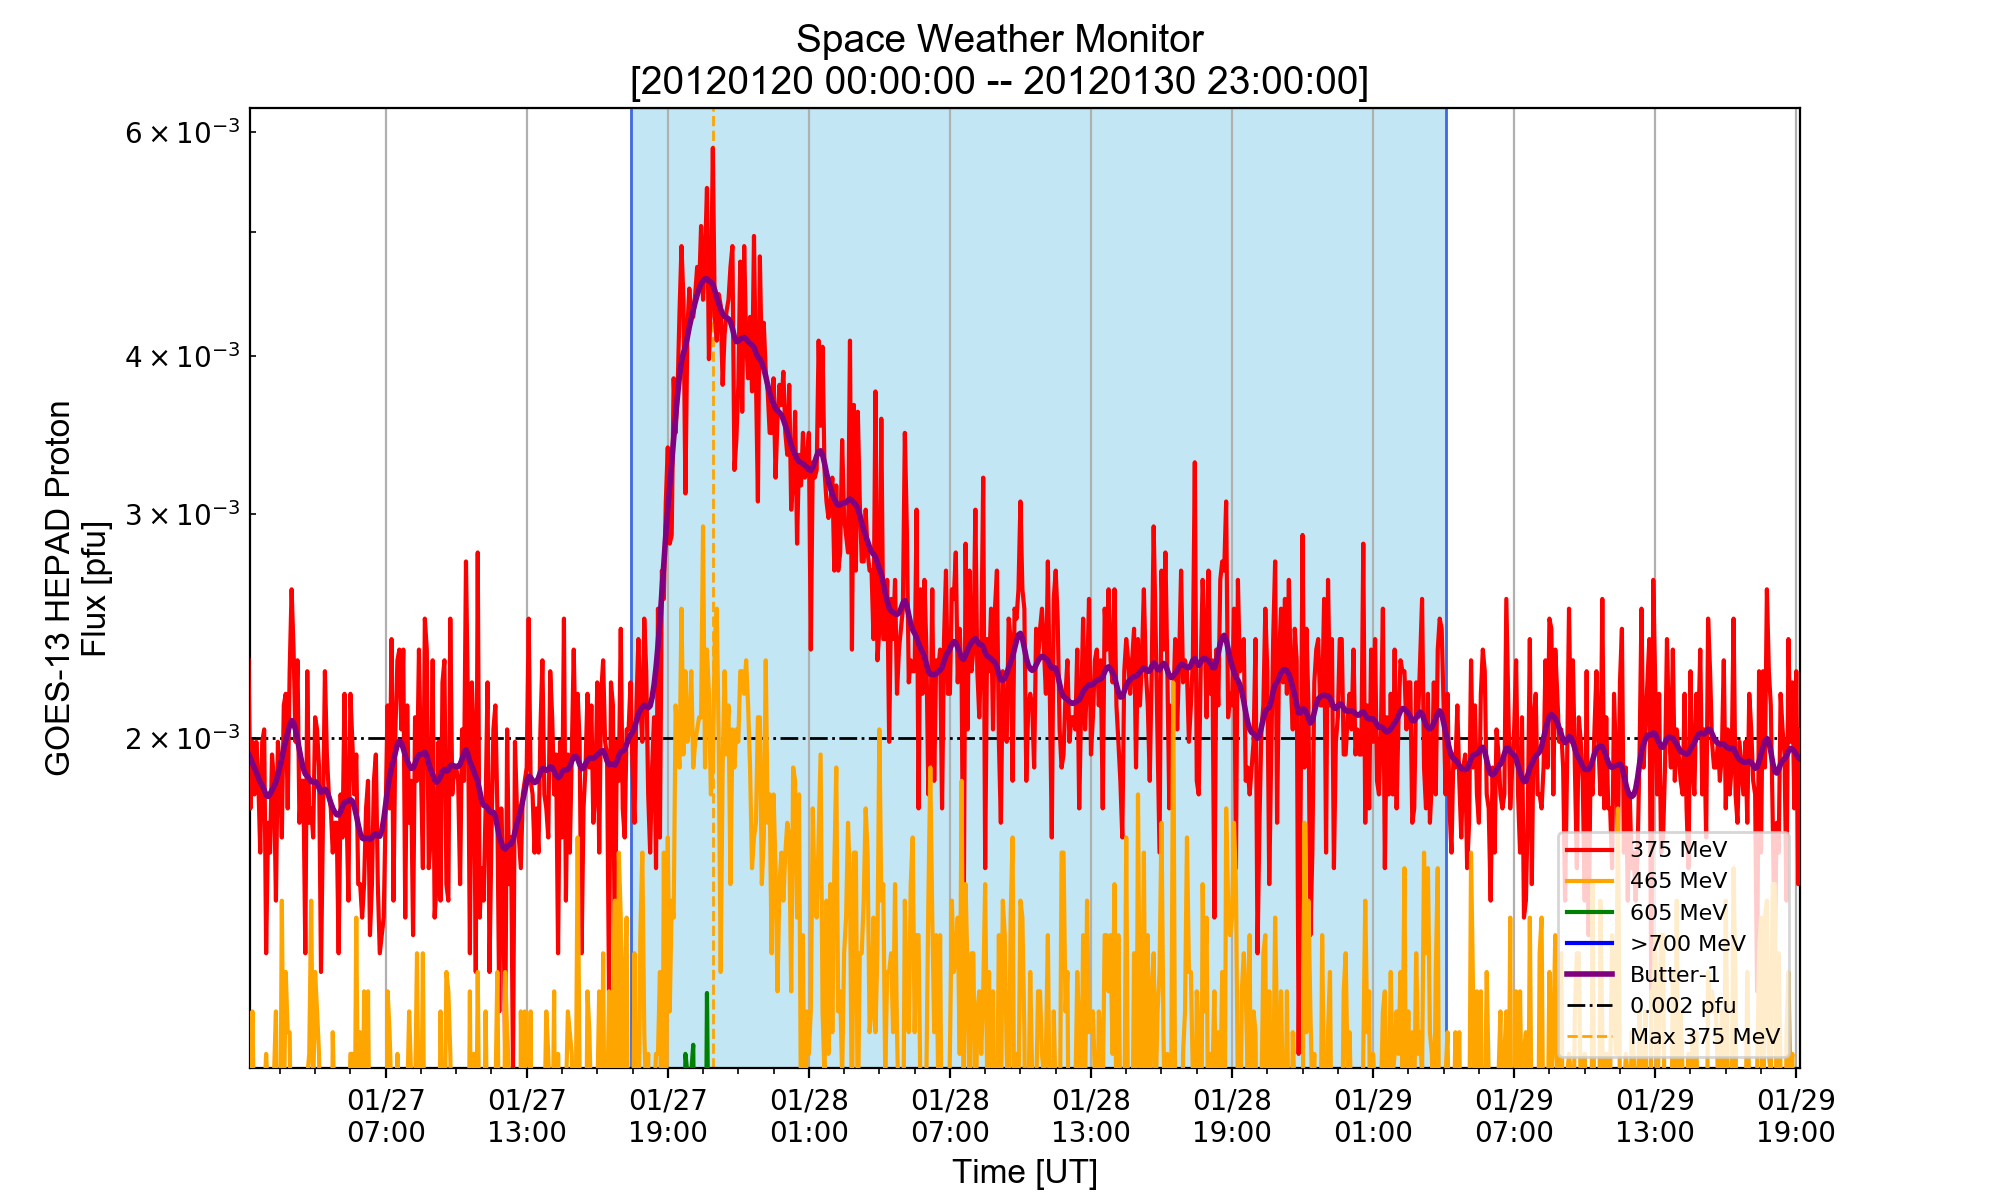 Space Weather Monitor
[20120120 00:00:00 -- 20120130 23:00:00]
GOES-13 HEPAD Proton
Flux [pfu]
6 × 10⁻³
4 × 10⁻³
3 × 10⁻³
2 × 10⁻³
375 MeV
465 MeV
605 MeV
>700 MeV
Butter-1
0.002 pfu
Max 375 MeV
01/27 01/27 01/27 01/28 01/28 01/28 01/28 01/29 01/29 01/29 01/29
07:00 13:00 19:00 01:00 07:00 13:00 19:00 01:00 07:00 13:00 19:00
Time [UT]